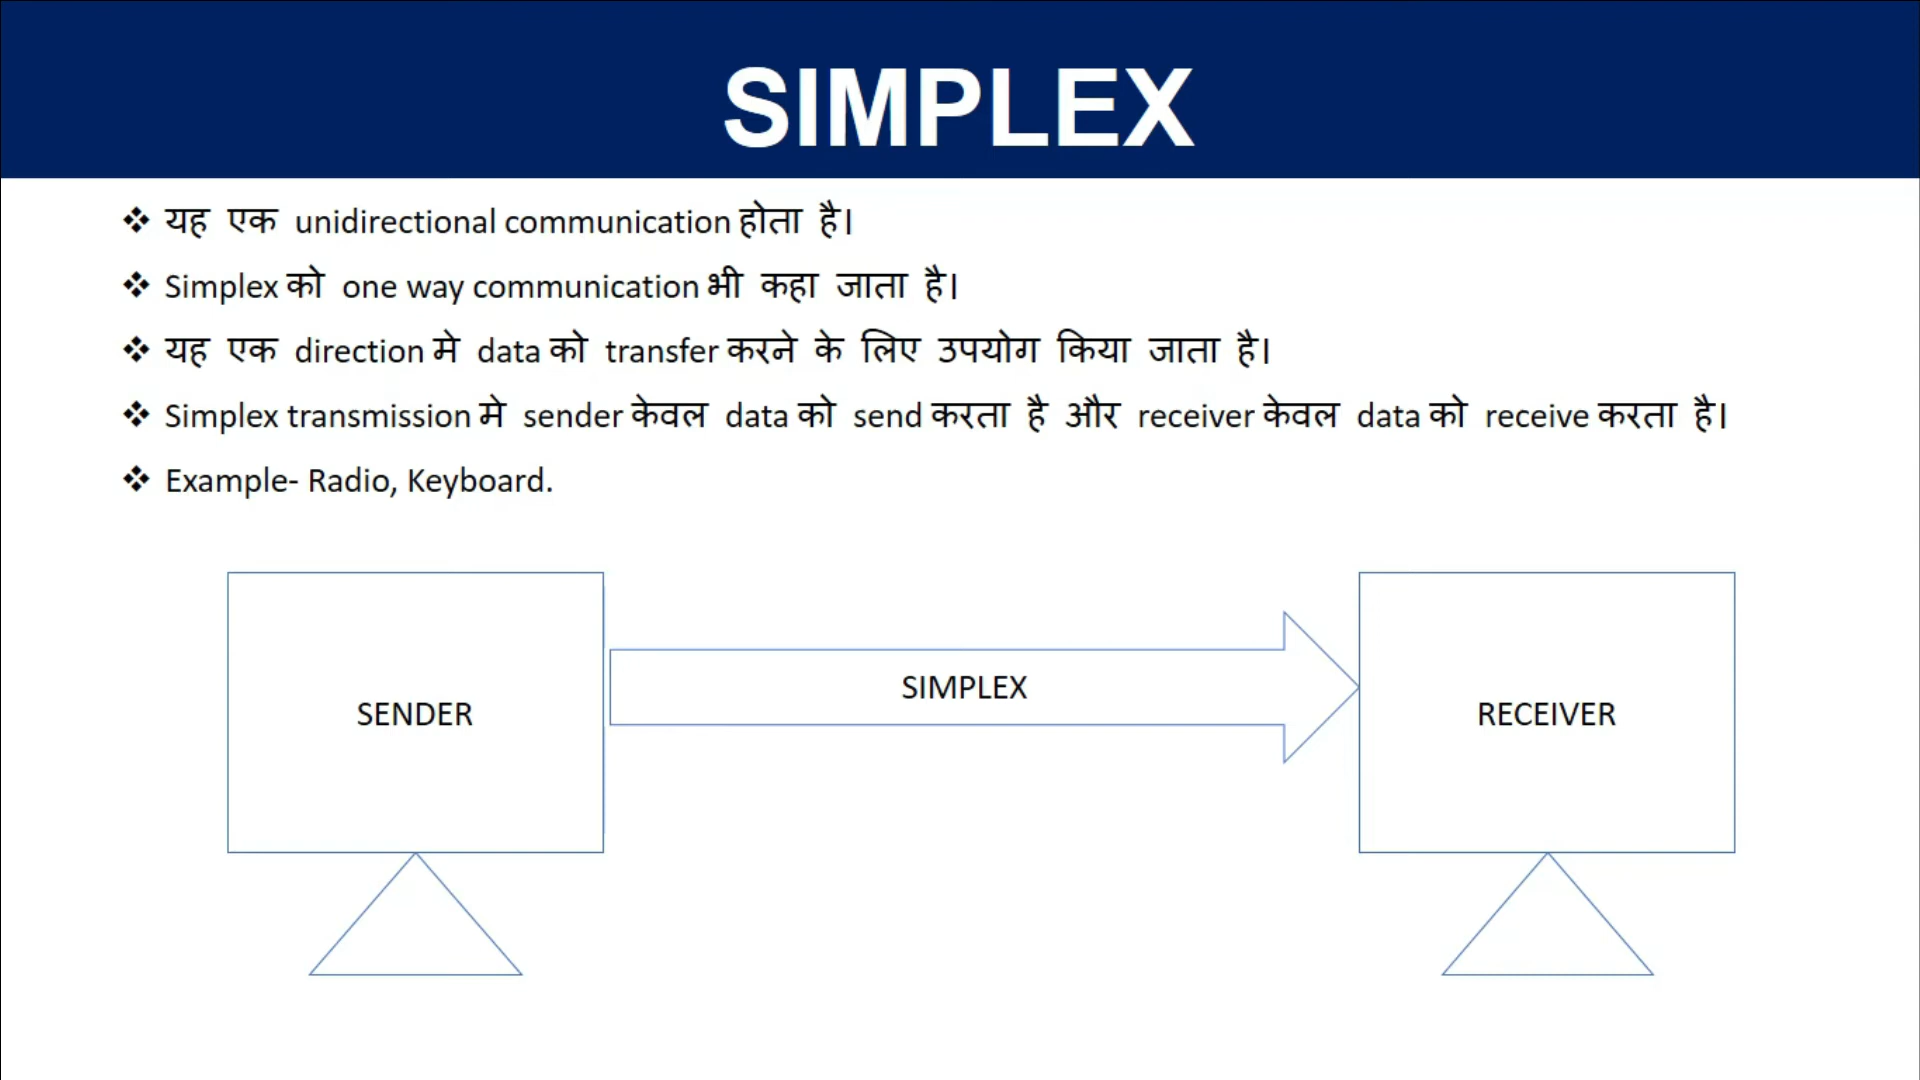 SIMPLEX
❖ यह एक unidirectional communication होता है।
❖ Simplex को one way communication भी कहा जाता है।
❖ यह एक direction मे data को transfer करने के लिए उपयोग किया जाता है।
❖ Simplex transmission मे sender केवल data को send करता है और receiver केवल data को receive करता है।
❖ Example- Radio, Keyboard.
SENDER
SIMPLEX
RECEIVER